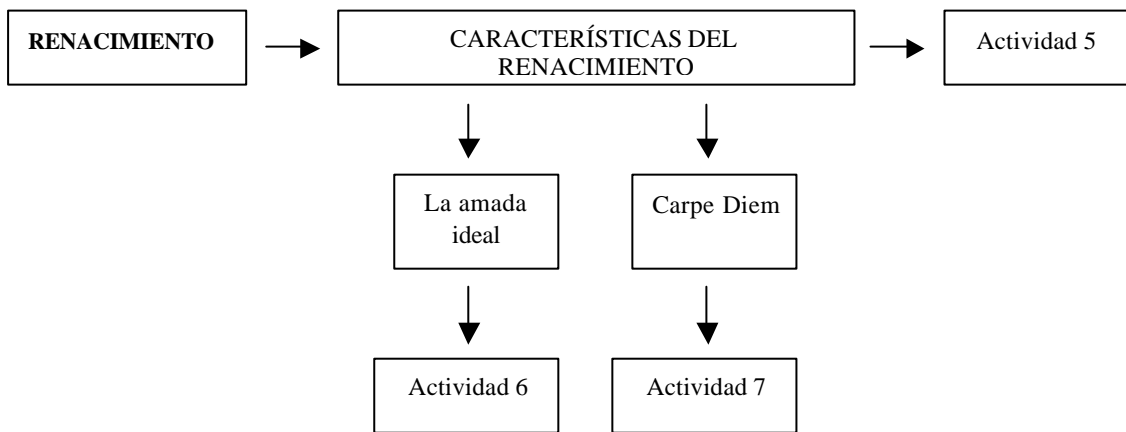 RENACIMIENTO
CARACTERÍSTICAS DEL
RENACIMIENTO
Actividad 5
La amada
ideal
Carpe Diem
Actividad 6
Actividad 7